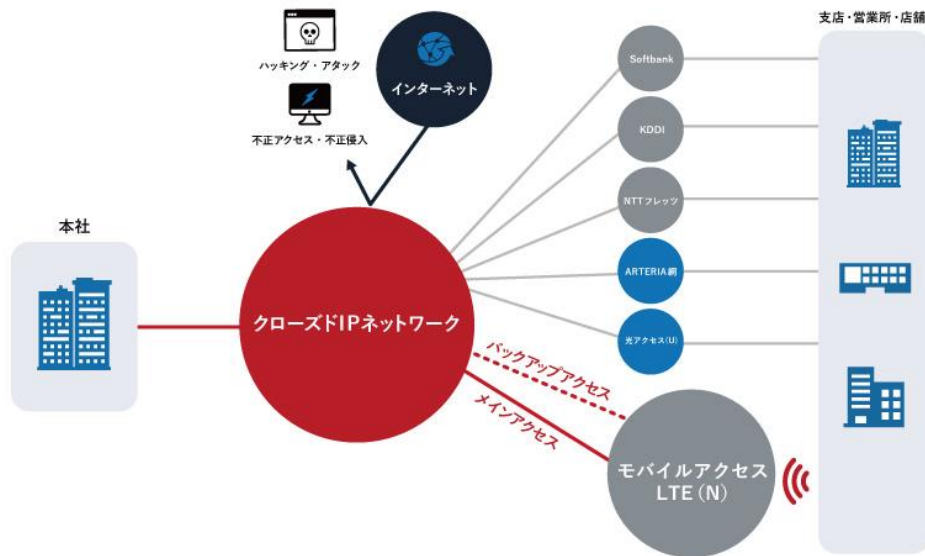 支店・営業所・店舗
ハッキング・アタック
インターネット
不正アクセス・不正侵入
Softbank
KDDI
NTTフレッツ
ARTERIA網
光アクセス(U)
本社
クローズドIPネットワーク
バックアップアクセス
メインアクセス
モバイルアクセス
LTE(N)